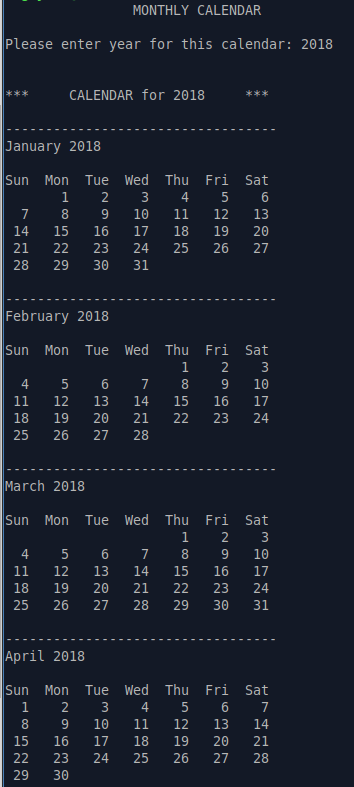 MONTHLY CALENDAR
Please enter year for this calendar: 2018
***     CALENDAR for 2018     ***
----------------------------------
January 2018
Sun  Mon  Tue  Wed  Thu  Fri  Sat
       1    2    3    4    5    6
  7    8    9   10   11   12   13
 14   15   16   17   18   19   20
 21   22   23   24   25   26   27
 28   29   30   31
----------------------------------
February 2018
Sun  Mon  Tue  Wed  Thu  Fri  Sat
                      1    2    3
  4    5    6    7    8    9   10
 11   12   13   14   15   16   17
 18   19   20   21   22   23   24
 25   26   27   28
----------------------------------
March 2018
Sun  Mon  Tue  Wed  Thu  Fri  Sat
                      1    2    3
  4    5    6    7    8    9   10
 11   12   13   14   15   16   17
 18   19   20   21   22   23   24
 25   26   27   28   29   30   31
----------------------------------
April 2018
Sun  Mon  Tue  Wed  Thu  Fri  Sat
  1    2    3    4    5    6    7
  8    9   10   11   12   13   14
 15   16   17   18   19   20   21
 22   23   24   25   26   27   28
 29   30